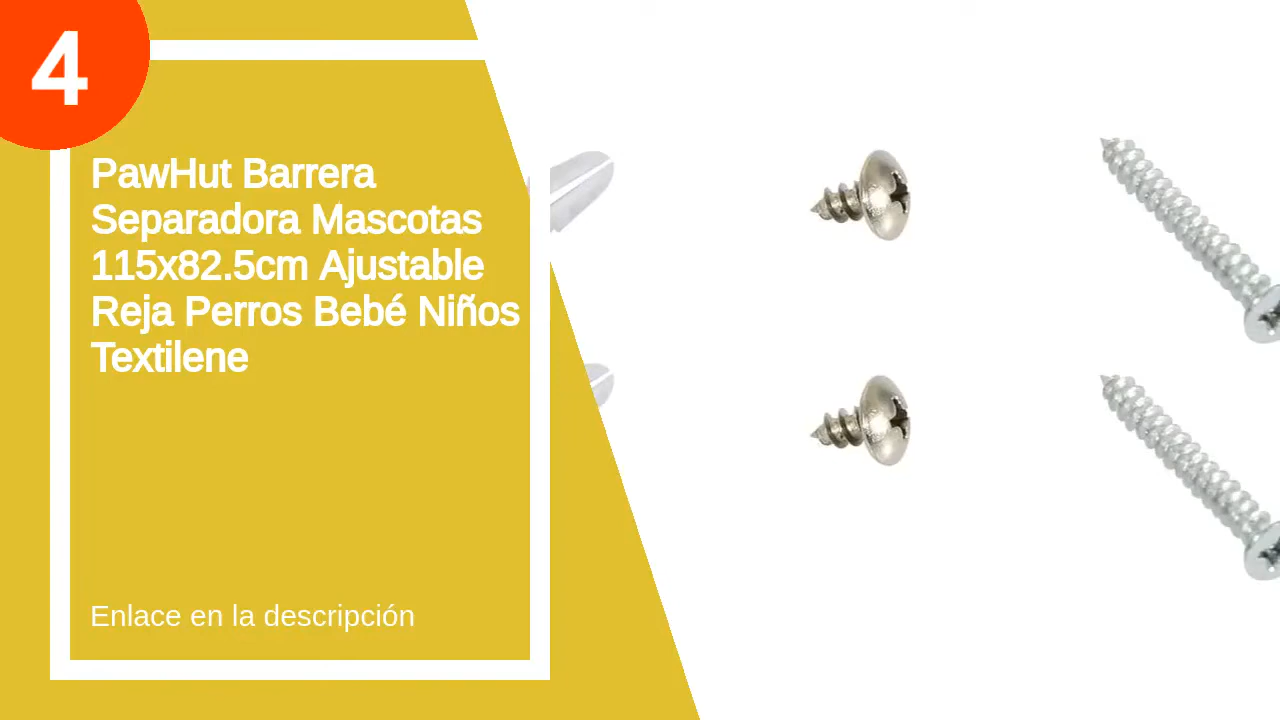 4
PawHut Barrera
Separadora Mascotas
115x82.5cm Ajustable
Reja Perros Bebé Niños
Textilene
Enlace en la descripción